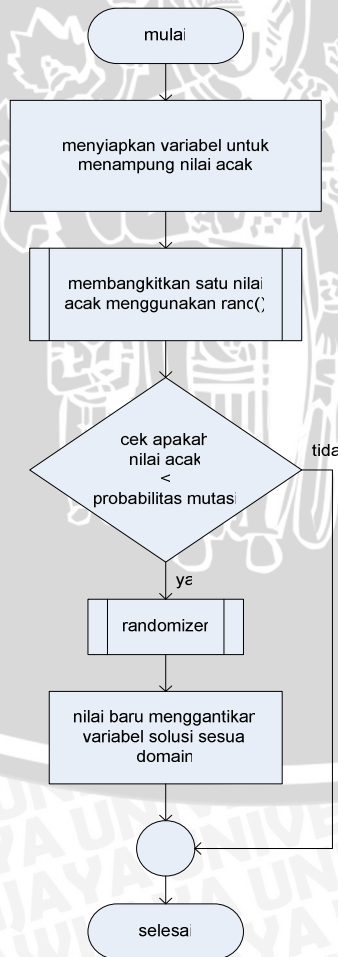 mulai
menyiapkan variabel untuk
menampung nilai acak
membangkitkan satu nilai
acak menggunakan rand()
cek apakah
nilai acak
<
probabilitas mutasi
tida
ya
randomizer
nilai baru menggantikan
variabel solusi sesua
domain
selesai